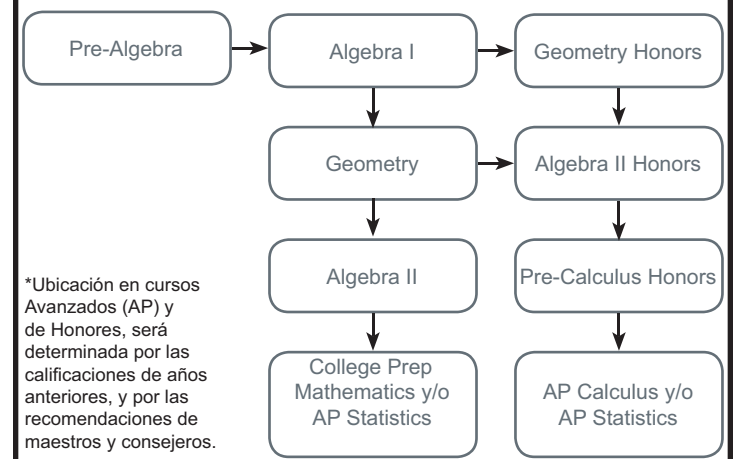 Pre-Algebra
Algebra I
Geometry Honors
Geometry
Algebra II Honors
Algebra II
Pre-Calculus Honors
College Prep
Mathematics y/o
AP Statistics
AP Calculus y/o
AP Statistics
*Ubicación en cursos
Avanzados (AP) y
de Honores, será
determinada por las
calificaciones de años
anteriores, y por las
recomendaciones de
maestros y consejeros.